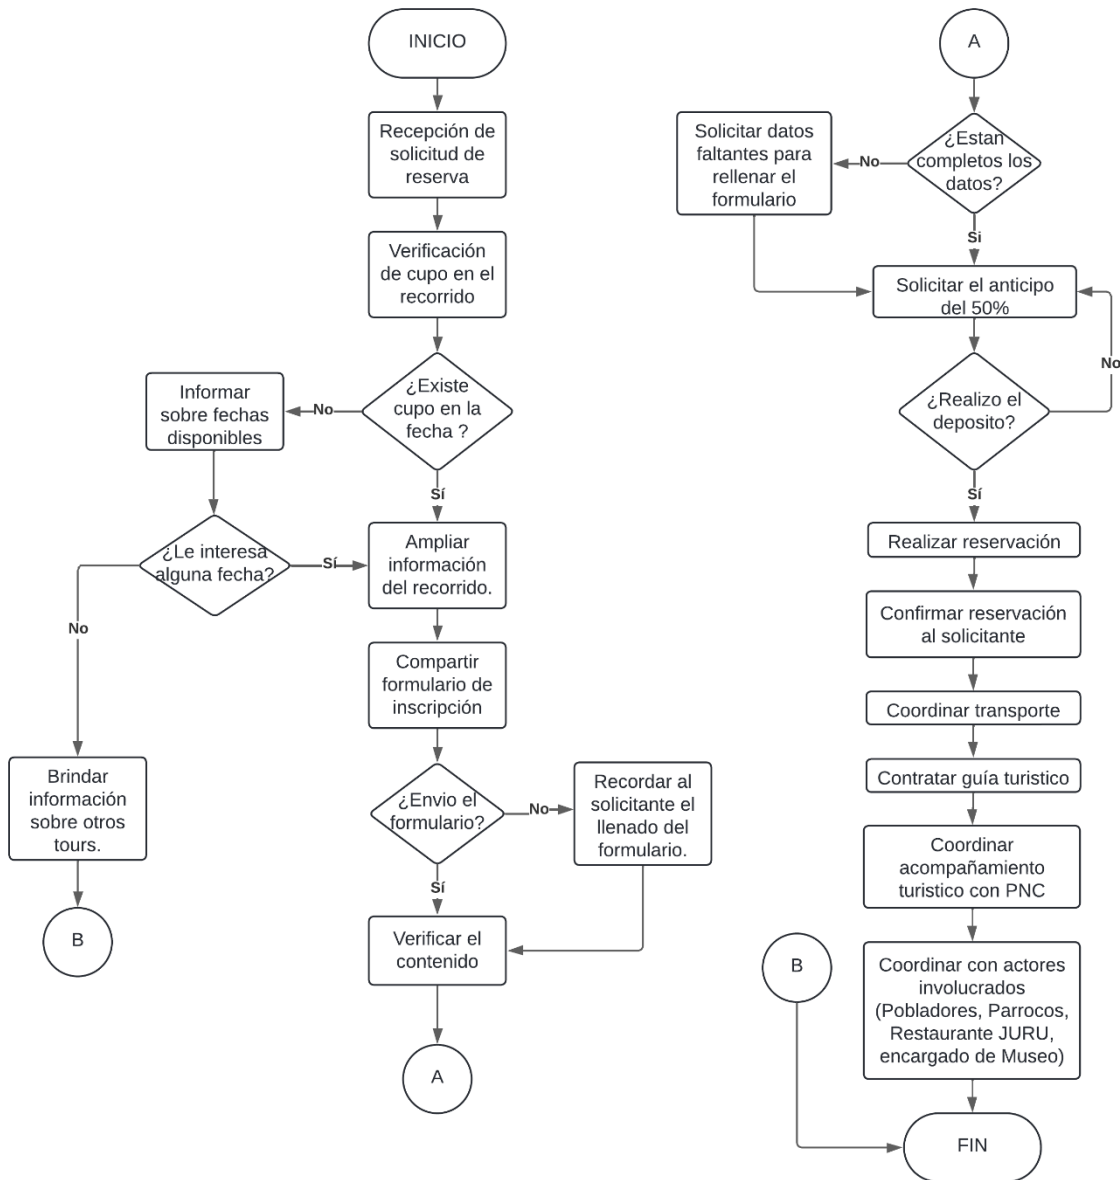 INICIO
Recepción de
solicitud de
reserva
Verificación
de cupo en el
recorrido
¿Existe
cupo en la
fecha ?
No
Informar
sobre fechas
disponibles
Sí
¿Le interesa
alguna fecha?
Sí
No
Ampliar
información
del recorrido.
Compartir
formulario de
inscripción
Brindar
información
sobre otros
tours.
B
¿Envio el
formulario?
No
Recordar al
solicitante el
llenado del
formulario.
Sí
Verificar el
contenido
A
A
¿Estan
completos los
datos?
No
Solicitar datos
faltantes para
rellenar el
formulario
Si
Solicitar el anticipo
del 50%
No
¿Realizo el
deposito?
Sí
Realizar reservación
Confirmar reservación
al solicitante
Coordinar transporte
Contratar guía turistico
Coordinar
acompañamiento
turistico con PNC
B
Coordinar con actores
involucrados
(Pobladores, Parrocos,
Restaurante JURU,
encargado de Museo)
FIN